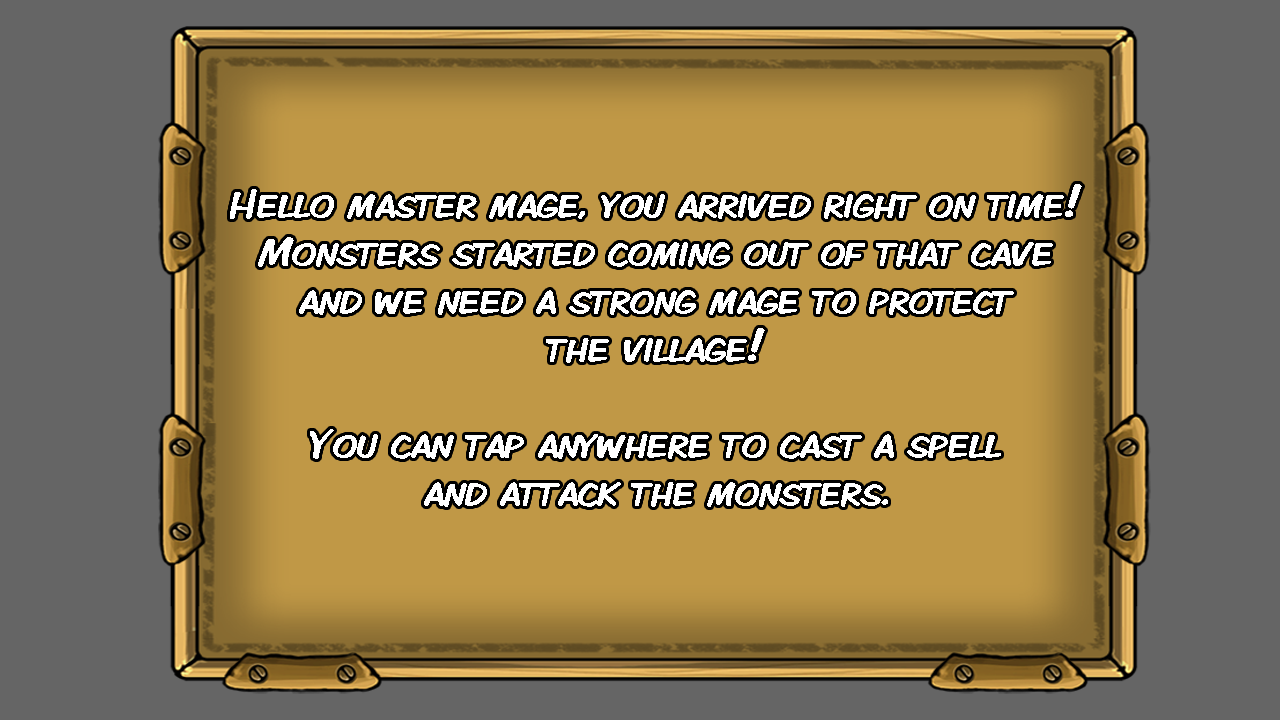 Hello master mage, you arrived right on time!
Monsters started coming out of that cave
and we need a strong mage to protect
the village!
You can tap anywhere to cast a spell
and attack the monsters.